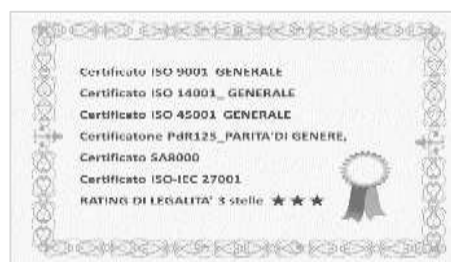 Certificato ISO 9001 GENERALE
Certificato ISO 14001_ GENERALE
Certificato ISO 45001 GENERALE
Certificatone PdR125_PARITA'DI GENERE,
Certificato SA8000
Certificato ISO-IEC 27001
RATING DI LEGALITA' 3 stelle ★ ★ ★